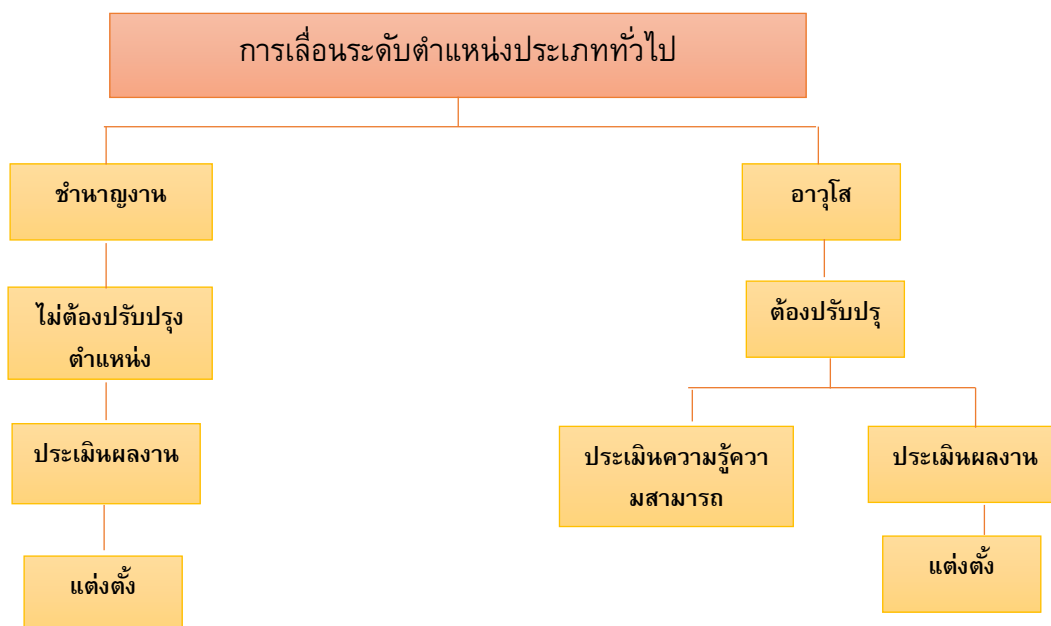 การเลื่อนระดับตำแหน่งประเภททั่วไป
ชำนาญงาน
อาวุโส
ไม่ต้องปรับปรุง
ตำแหน่ง
ต้องปรับปรุ
ประเมินผลงาน
ประเมินความรู้ควา
มสามารถ
ประเมินผลงาน
แต่งตั้ง
แต่งตั้ง